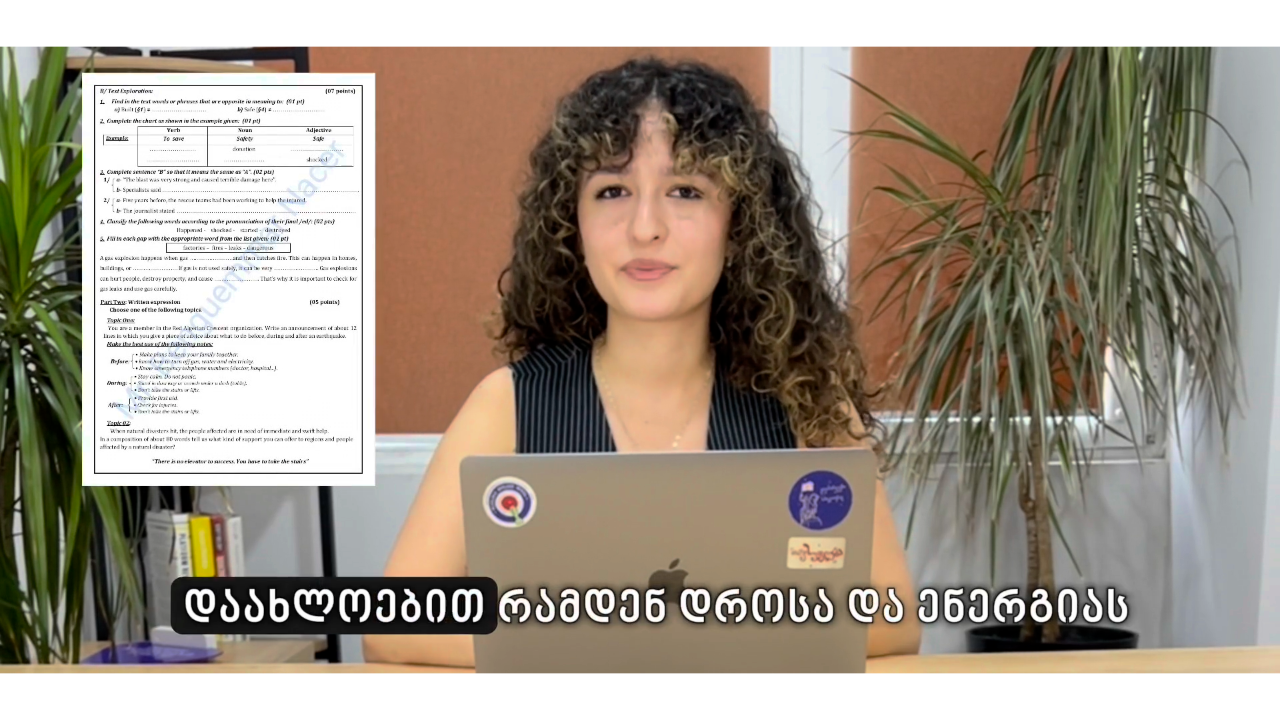 B/ Text Exploration: (07 points)
1. Find in the text words or phrases that are opposite in meaning to: (01 pt)
a) Built (§1) ≠ ........................ b) Safe (§4) ≠ ........................
2. Complete the chart as shown in the example given: (01 pt)
Verb Noun Adjective
Example: To save Safety Safe
........................ donation ........................
........................ ........................ shocked
3. Complete sentence "B" so that it means the same as "A". (02 pts)
1/ a- "The blast was very strong and caused terrible damage here".
b- Specialists said ........................
2/ a- Five years before, the rescue teams had been working to help the injured.
b- The journalist stated ........................
4. Classify the following words according to the pronunciation of their final /ed/: (02 pts)
Happened - shocked - started - destroyed
5. Fill in each gap with the appropriate word from the list given: (01 pt)
factories – fires – leaks – dangerous
A gas explosion happens when gas ........................and then catches fire. This can happen in homes,
buildings, or ........................ If gas is not used safely, it can be very ........................ Gas explosions
can hurt people, destroy property, and cause ........................ That's why it is important to check for
gas leaks and use gas carefully.
Part Two: Written expression (05 points)
Choose one of the following topics
Topic One:
You are a member in the Red Algerian Crescent organization. Write an announcement of about 12
lines in which you give a piece of advice about what to do before, during and after an earthquake.
Make the best use of the following notes:
• Make plans to keep your family together.
Before: • Know how to turn off gas, water and electricity.
• Know emergency telephone numbers (doctor, hospital...).
• Stay calm. Do not panic.
During:
• Don't take the stairs or lifts.
• Provide first aid.
After: • Check for injuries.
• Don't take the stairs or lifts.
Topic 02:
When natural disasters hit, the people affected are in need of immediate and swift help.
In a composition of about 80 words tell us what kind of support you can offer to regions and people
affected by a natural disaster?
"There is no elevator to success. You have to take the stairs"
დაახლოებით რამდენ დროსა და ენერგიას